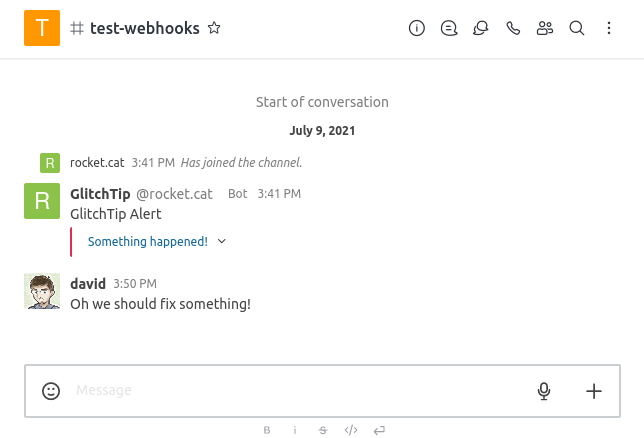 T
test-webhooks
Start of conversation
July 9, 2021
R
rocket.cat 3:41 PM Has joined the channel.
R
GlitchTip @rocket.cat Bot 3:41 PM
GlitchTip Alert
Something happened!
david 3:50 PM
Oh we should fix something!
Message
B i S </>